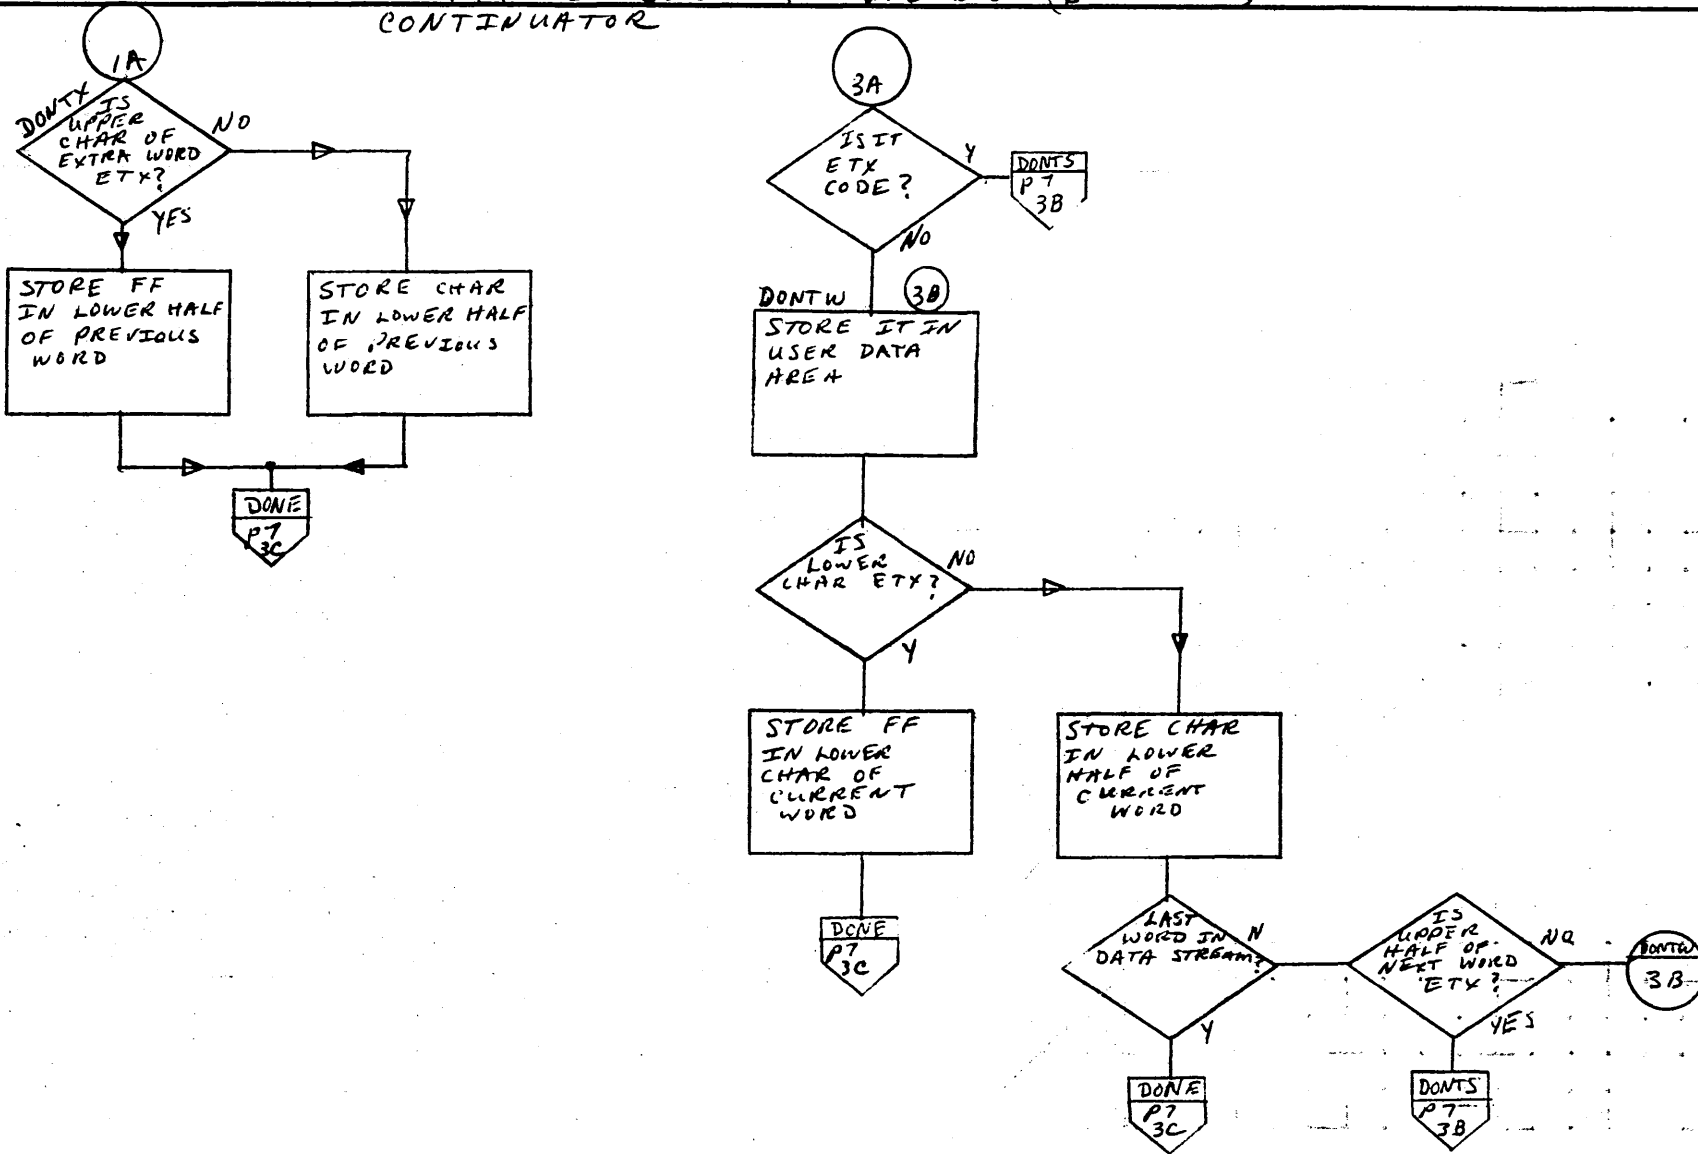 CONTINUATOR
1A
DONTX
IS
UPPER
CHAR OF
EXTRA WORD
ETX?
NO
YES
STORE FF
IN LOWER HALF
OF PREVIOUS
WORD
STORE CHAR
IN LOWER HALF
OF PREVIOUS
WORD
DONE
P7
3C
3A
IS IT
ETX
CODE?
Y
DONTS
P7
3B
NO
DONTW
3B
STORE IT IN
USER DATA
AREA
IS
LOWER
CHAR ETX?
NO
Y
STORE FF
IN LOWER
CHAR OF
CURRENT
WORD
DONE
P7
3C
STORE CHAR
IN LOWER
HALF OF
CURRENT
WORD
LAST
WORD IN
DATA STREAM?
N
Y
DONE
P7
3C
IS
UPPER
HALF OF
NEXT WORD
ETX?
NO
YES
DONTW
3B
DONTS
P7
3B